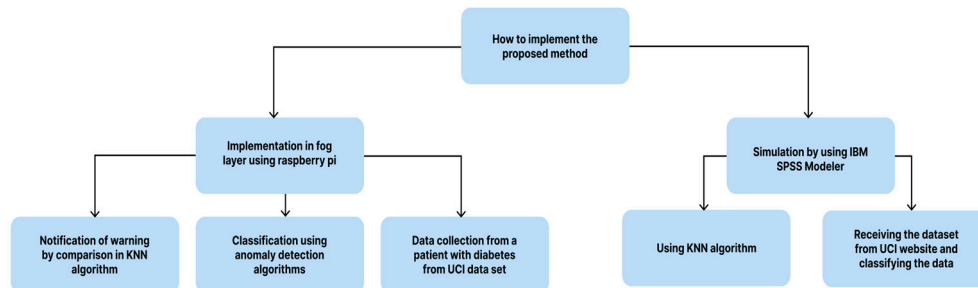 How to implement the
proposed method
Implementation in fog
layer using raspberry pi
Simulation by using IBM
SPSS Modeler
Notification of warning
by comparison in KNN
algorithm
Classification using
anomaly detection
algorithms
Data collection from a
patient with diabetes
from UCI data set
Using KNN algorithm
Receiving the dataset
from UCI website and
classifying the data